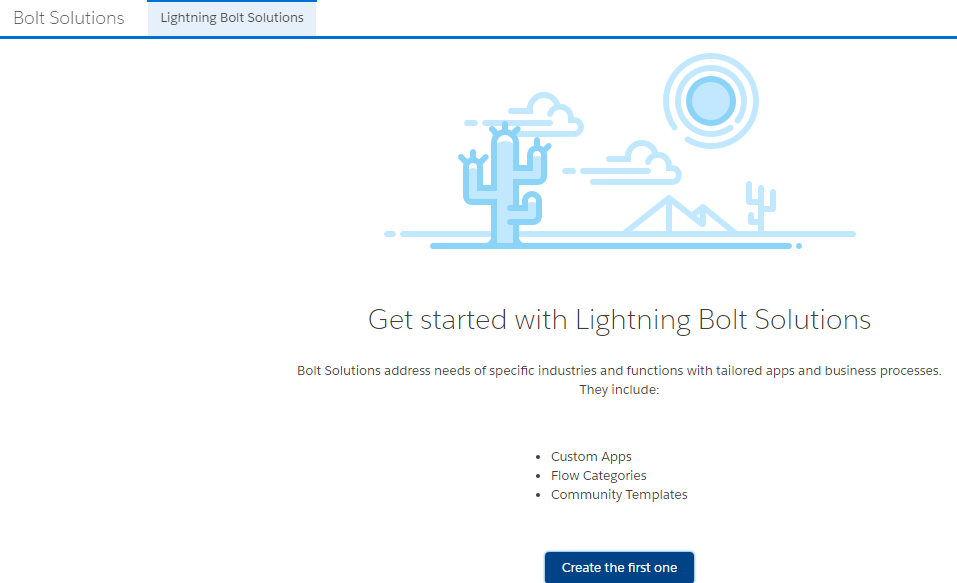 Bolt Solutions
Lightning Bolt Solutions
Get started with Lightning Bolt Solutions
Bolt Solutions address needs of specific industries and functions with tailored apps and business processes.
They include:
Custom Apps
Flow Categories
Community Templates
Create the first one